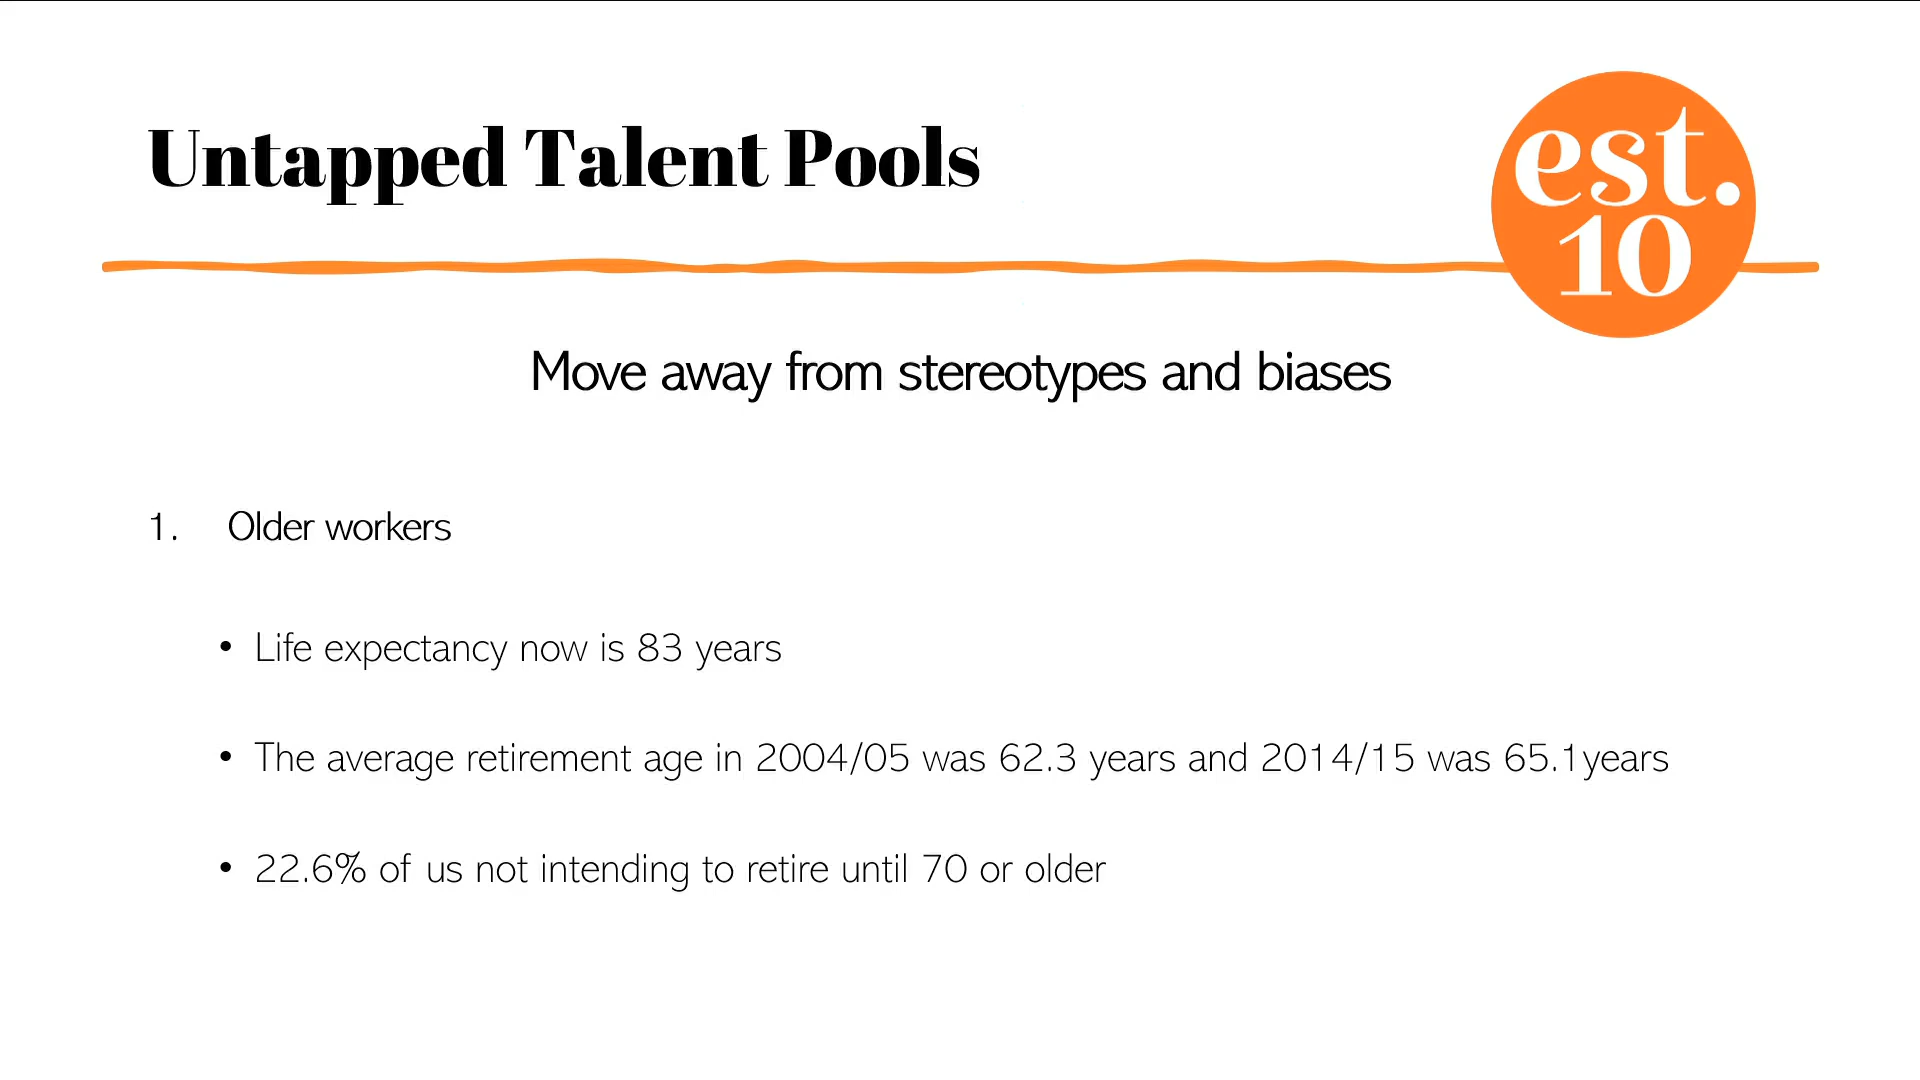 Untapped Talent Pools
est.
10
Move away from stereotypes and biases
1. Older workers
• Life expectancy now is 83 years
• The average retirement age in 2004/05 was 62.3 years and 2014/15 was 65.1years
• 22.6% of us not intending to retire until 70 or older